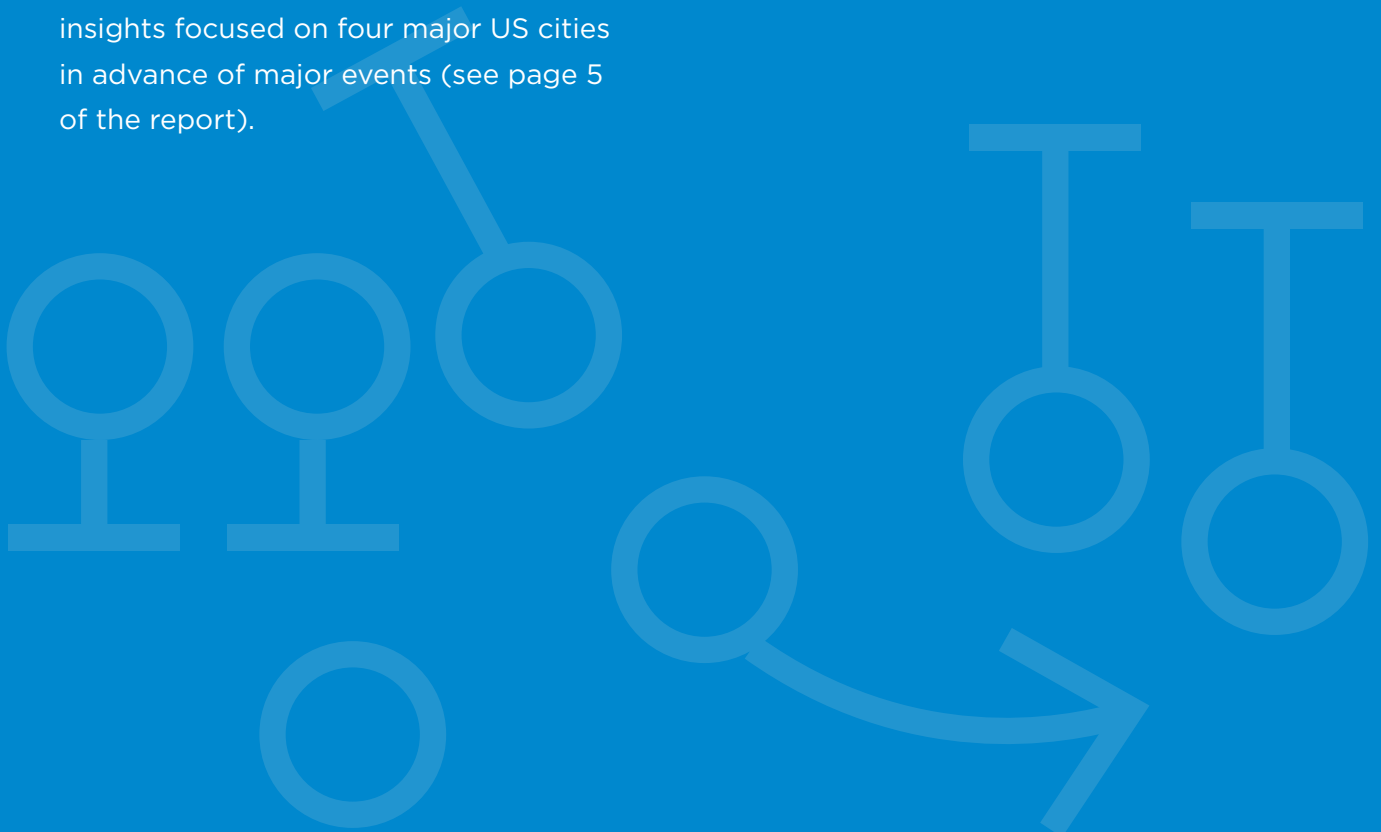 insights focused on four major US cities
in advance of major events (see page 5
of the report).